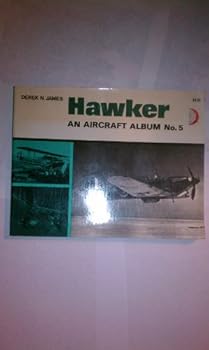 DEREK N. JAMES
Hawker
AN AIRCRAFT ALBUM No.5